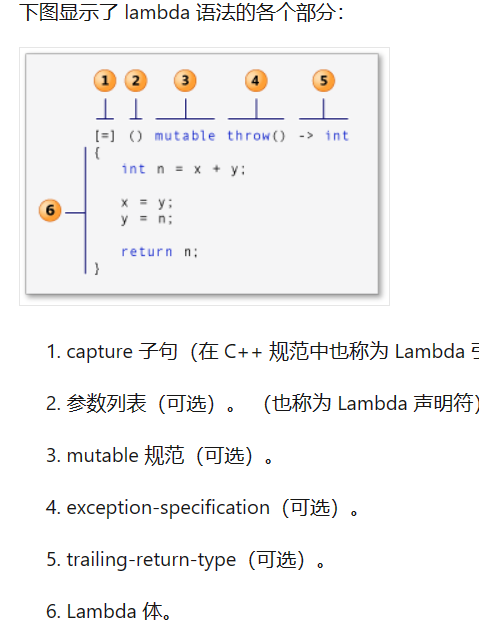 下图显示了 lambda 语法的各个部分：
1 2 3 4 5
[=] () mutable throw() -> int
{
int n = x + y;
x = y;
y = n;
6
return n;
}
1. capture 子句（在 C++ 规范中也称为 Lambda
2. 参数列表（可选）。 （也称为 Lambda 声明符）
3. mutable 规范（可选）。
4. exception-specification（可选）。
5. trailing-return-type（可选）。
6. Lambda 体。